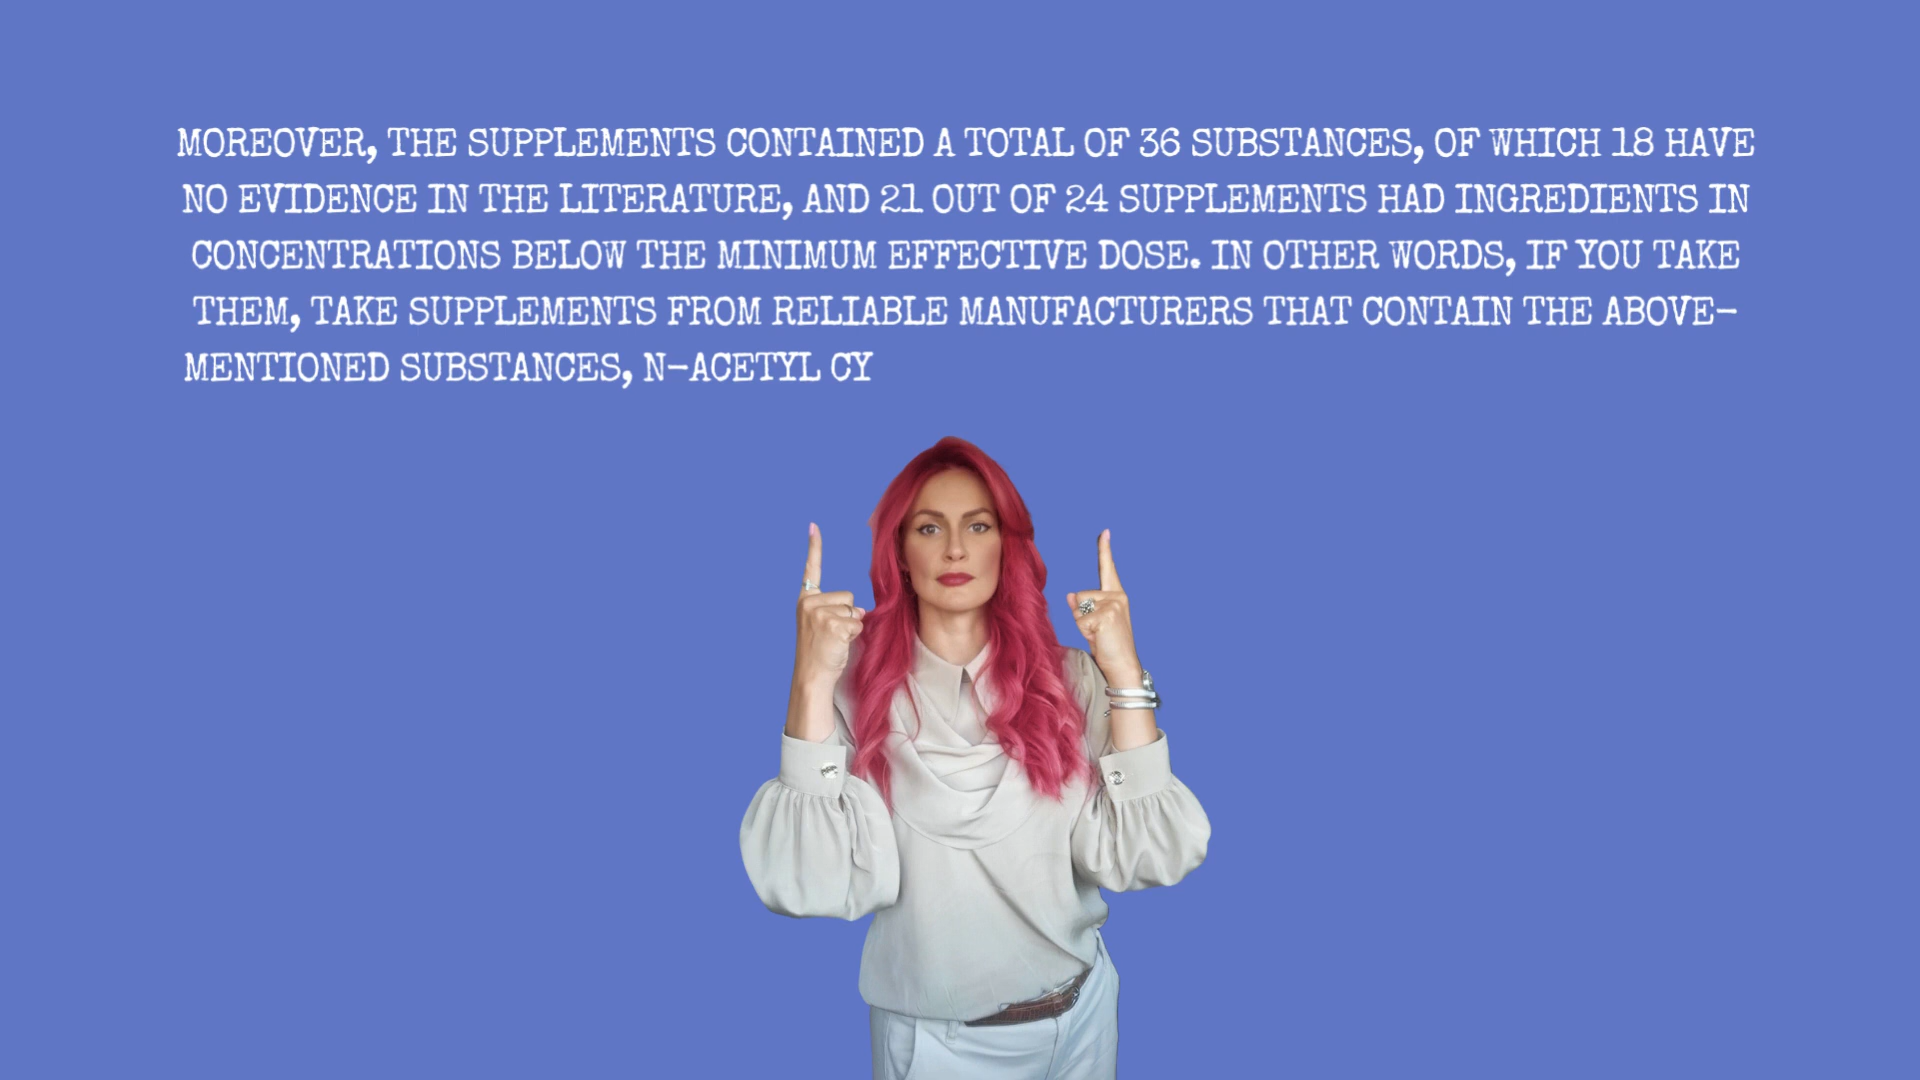 MOREOVER, THE SUPPLEMENTS CONTAINED A TOTAL OF 36 SUBSTANCES, OF WHICH 18 HAVE
NO EVIDENCE IN THE LITERATURE, AND 21 OUT OF 24 SUPPLEMENTS HAD INGREDIENTS IN
CONCENTRATIONS BELOW THE MINIMUM EFFECTIVE DOSE. IN OTHER WORDS, IF YOU TAKE
THEM, TAKE SUPPLEMENTS FROM RELIABLE MANUFACTURERS THAT CONTAIN THE ABOVE-
MENTIONED SUBSTANCES, N-ACETYL CY